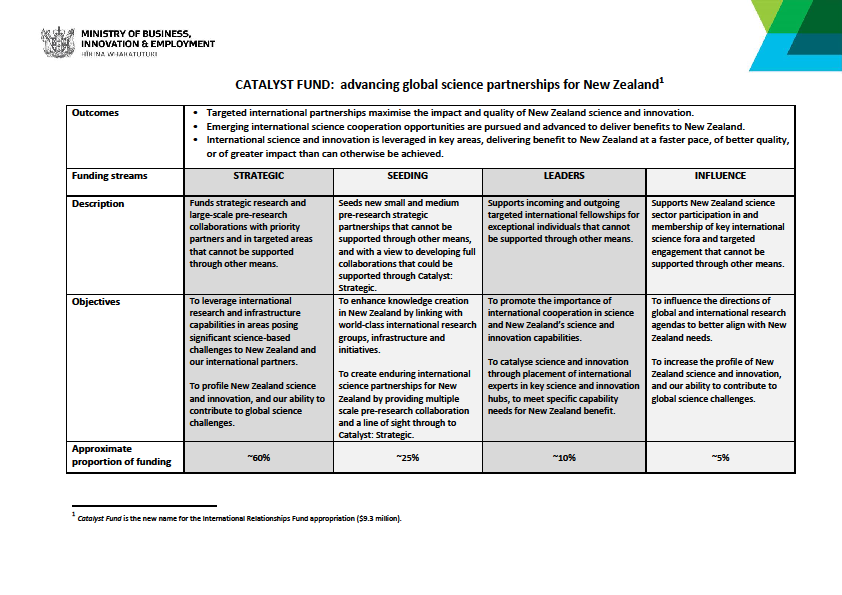 MINISTRY OF BUSINESS,
INNOVATION & EMPLOYMENT
HĪKINA WHAKATUTUKI
CATALYST FUND: advancing global science partnerships for New Zealand1
Outcomes
• Targeted international partnerships maximise the impact and quality of New Zealand science and innovation.
• Emerging international science cooperation opportunities are pursued and advanced to deliver benefits to New Zealand.
• International science and innovation is leveraged in key areas, delivering benefit to New Zealand at a faster pace, of better quality,
or of greater impact than can otherwise be achieved.
Funding streams
STRATEGIC
SEEDING
LEADERS
INFLUENCE
Description
Funds strategic research and
large-scale pre-research
collaborations with priority
partners and in targeted areas
that cannot be supported
through other means.
Seeds new small and medium
pre-research strategic
partnerships that cannot be
supported through other means,
and with a view to developing full
collaborations that could be
supported through Catalyst:
Strategic.
Supports incoming and outgoing
targeted international fellowships for
exceptional individuals that cannot
be supported through other means.
Supports New Zealand science
sector participation in and
membership of key international
science fora and targeted
engagement that cannot be
supported through other means.
Objectives
To leverage international
research and infrastructure
capabilities in areas posing
significant science-based
challenges to New Zealand and
our international partners.
To profile New Zealand science
and innovation, and our ability to
contribute to global science
challenges.
To enhance knowledge creation
in New Zealand by linking with
world-class international research
groups, infrastructure and
initiatives.
To create enduring international
science partnerships for New
Zealand by providing multiple
scale pre-research collaboration
and a line of sight through to
Catalyst: Strategic.
To promote the importance of
international cooperation in science
and New Zealand's science and
innovation capabilities.
To catalyse science and innovation
through placement of international
experts in key science and innovation
hubs, to meet specific capability
needs for New Zealand benefit.
To influence the directions of
global and international research
agendas to better align with New
Zealand needs.
To increase the profile of New
Zealand science and innovation,
and our ability to contribute to
global science challenges.
Approximate
proportion of funding
~60%
~25%
~10%
~5%
1 Catalyst Fund is the new name for the International Relationships Fund appropriation ($9.3 million).